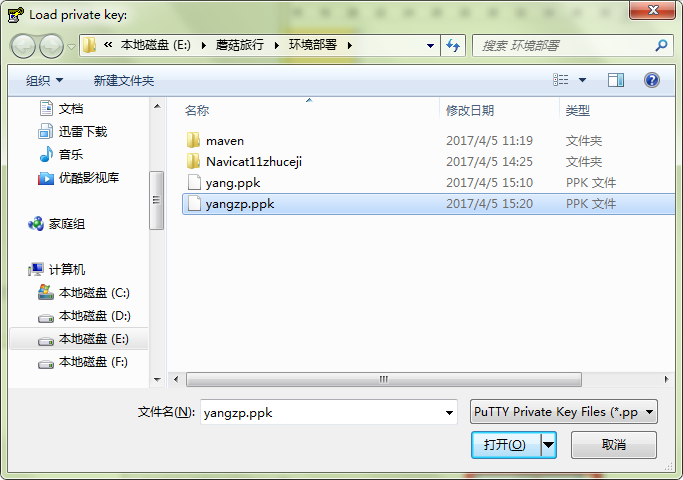 Load private key:
« 本地磁盘 (E:) 蘑菇旅行 环境部署
搜索 环境部署
组织 新建文件夹
名称 修改日期 类型
文档
迅雷下载
音乐
优酷影视库
家庭组
计算机
本地磁盘 (C:)
本地磁盘 (D:)
本地磁盘 (E:)
本地磁盘 (F:)
maven 2017/4/5 11:19 文件夹
Navicat11zhuceji 2017/4/5 14:25 文件夹
yang.ppk 2017/4/5 15:10 PPK 文件
yangzp.ppk 2017/4/5 15:20 PPK 文件
文件名(N): yangzp.ppk PuTTY Private Key Files (*.pp
打开(O) 取消